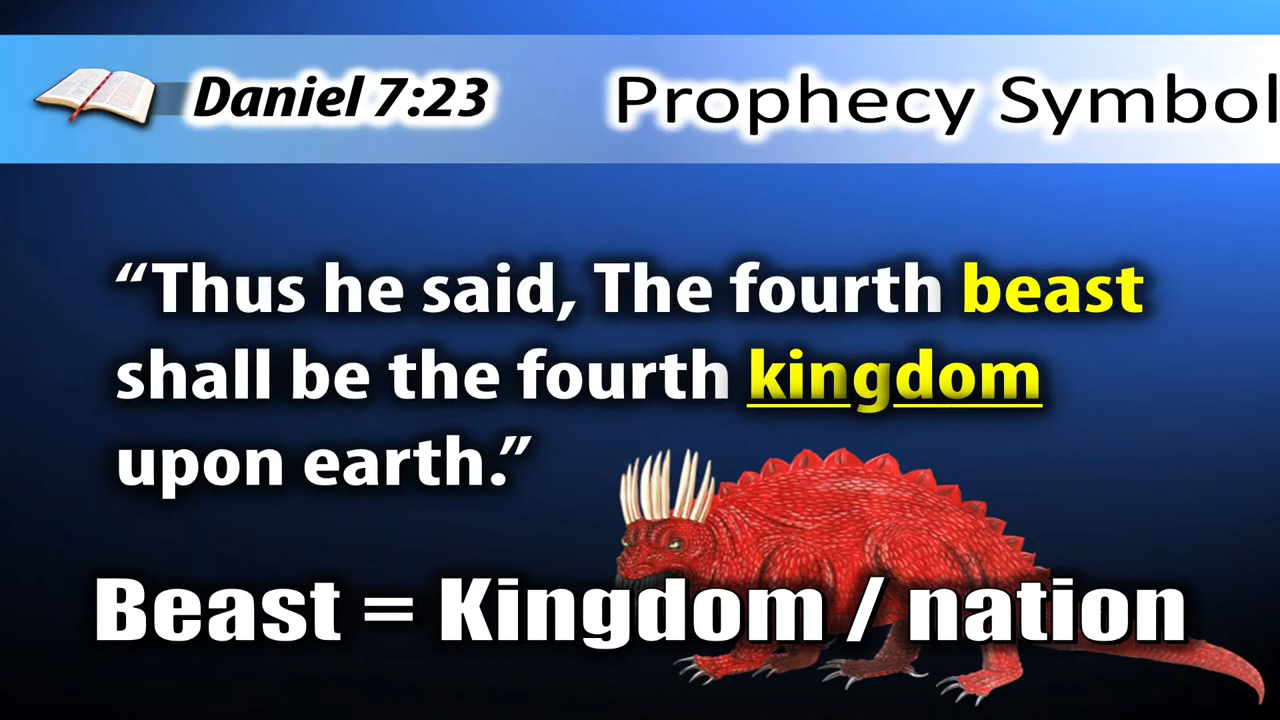 Daniel 7:23
Prophecy Symbol
“Thus he said, The fourth beast
shall be the fourth kingdom
upon earth.”
Beast = Kingdom / nation